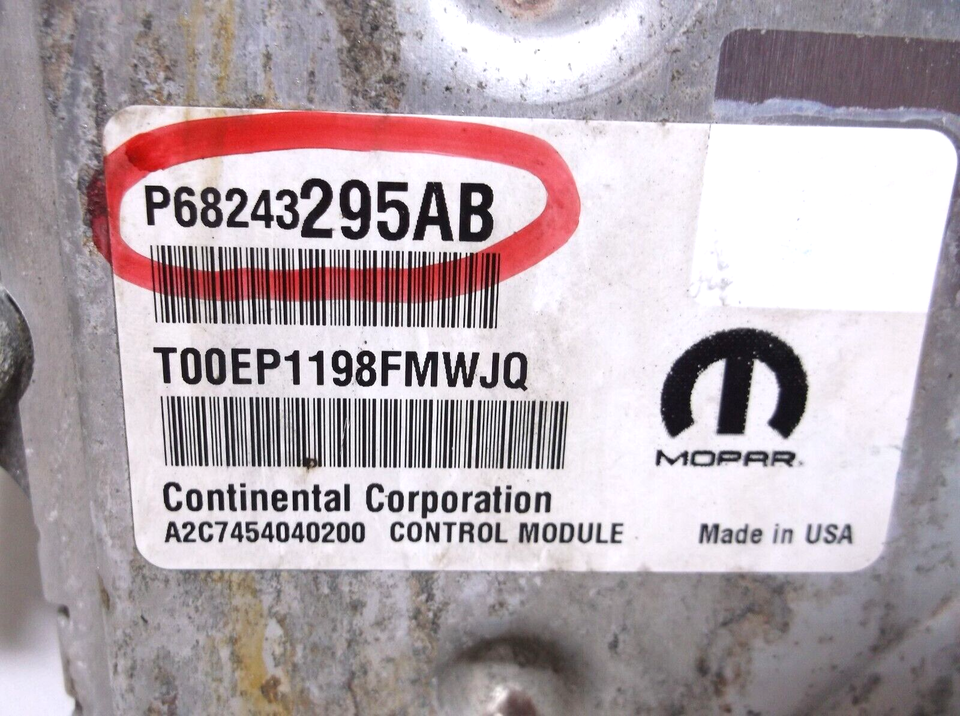 P68243295AB
T00EP1198FMWJQ
MOPAR
Continental Corporation
A2C7454040200 CONTROL MODULE Made in USA